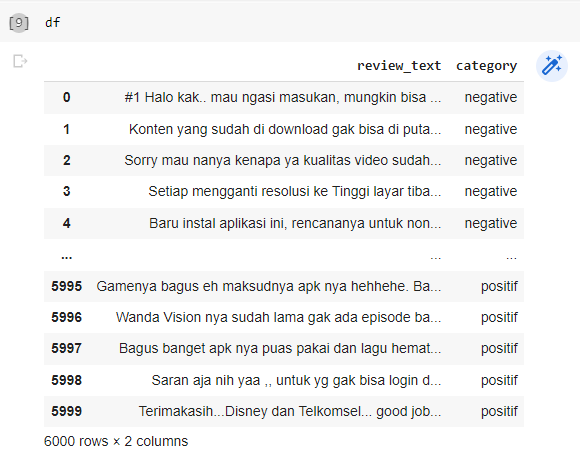 [9] df
review_text category
0 #1 Halo kak.. mau ngasi masukan, mungkin bisa ... negative
1 Konten yang sudah di download gak bisa di puta... negative
2 Sorry mau nanya kenapa ya kualitas video sudah... negative
3 Setiap mengganti resolusi ke Tinggi layar tiba... negative
4 Baru instal aplikasi ini, rencananya untuk non... negative
... ... ...
5995 Gamenya bagus eh maksudnya apk nya hehhehe. Ba... positif
5996 Wanda Vision nya sudah lama gak ada episode ba... positif
5997 Bagus banget apk nya puas pakai dan lagu hemat... positif
5998 Saran aja nih yaa ,, untuk yg gak bisa login d... positif
5999 Terimakasih...Disney dan Telkomsel... good job... positif
6000 rows × 2 columns